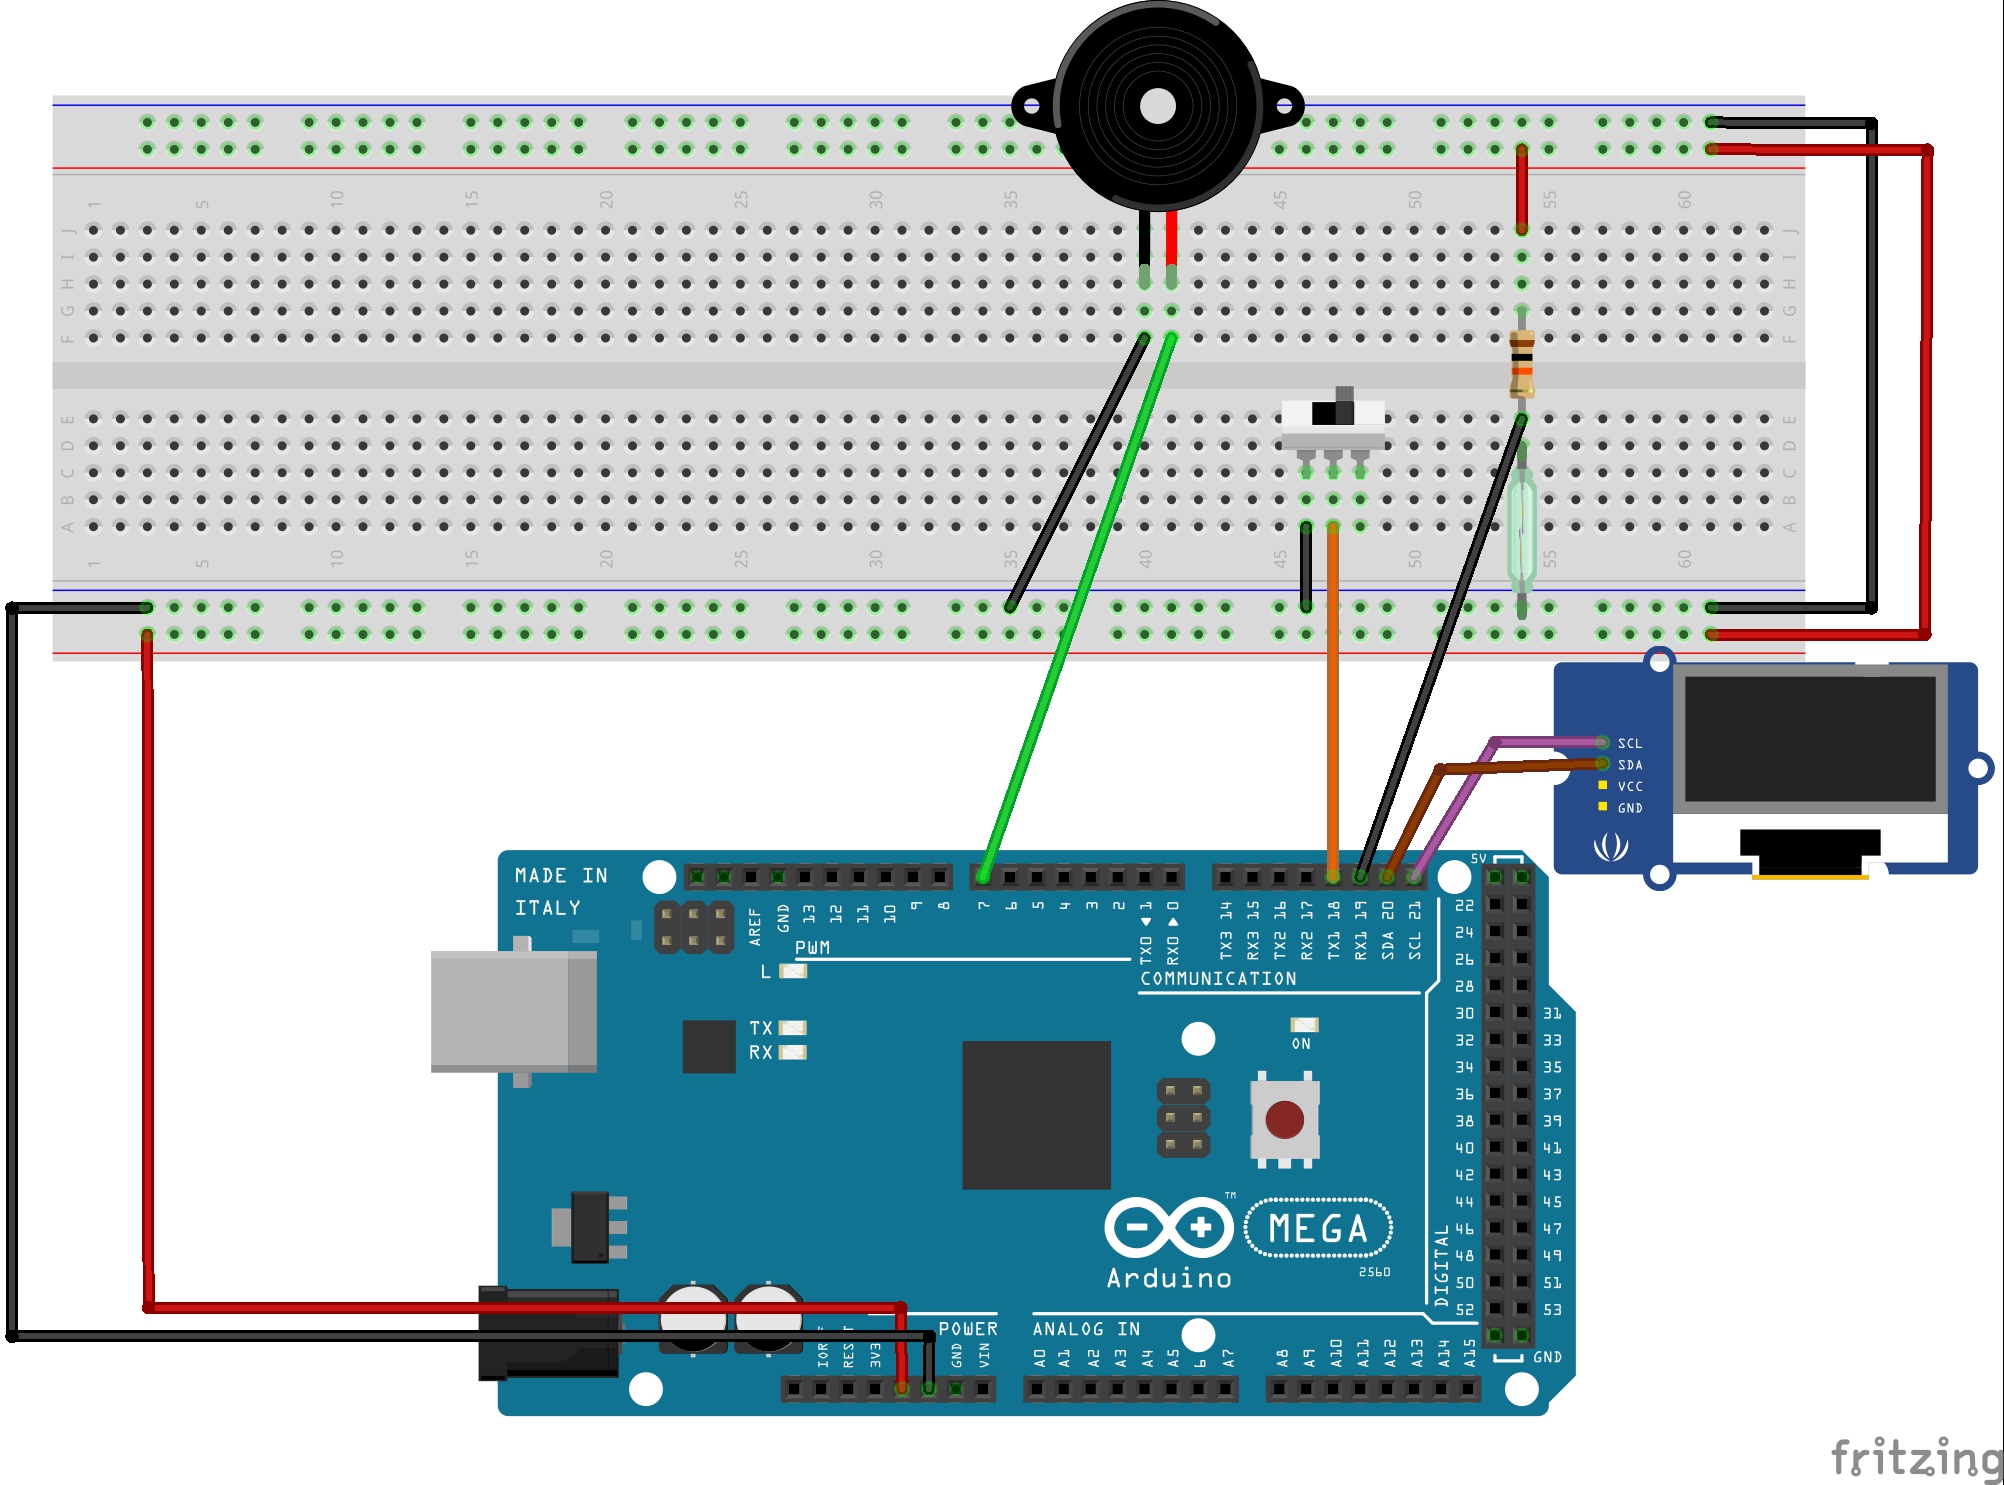 1 5 10 15 20 25 30 35 45 50 55 60
J J
I I
H H
G G
F F
E E
D D
C C
B B
A A
1 5 10 15 20 25 30 35 40 45 50 55 60
SCL
SDA
VCC
GND
MADE IN
ITALY
AREF GND 13 12 11 10 9 8 7 6 5 4 3 2 TX0 1 RX0 0 TX3 14 RX3 15 TX2 16 RX2 17 TX1 18 RX1 19 SDA 20 SCL 21
5V
PWM
L
COMMUNICATION
TX
RX
ON
22
24
26
28
30 31
32 33
34 35
36 37
38 39
40 41
42 43
44 45
46 47
48 49
50 51
52 53
DIGITAL
GND
TM
MEGA
2560
Arduino
POWER
ANALOG IN
3V3 GND VIN A0 A1 A2 A3 A4 A5 6 A7 A8 A9 A10 A11 A12 A13 A14 A15
fritzing